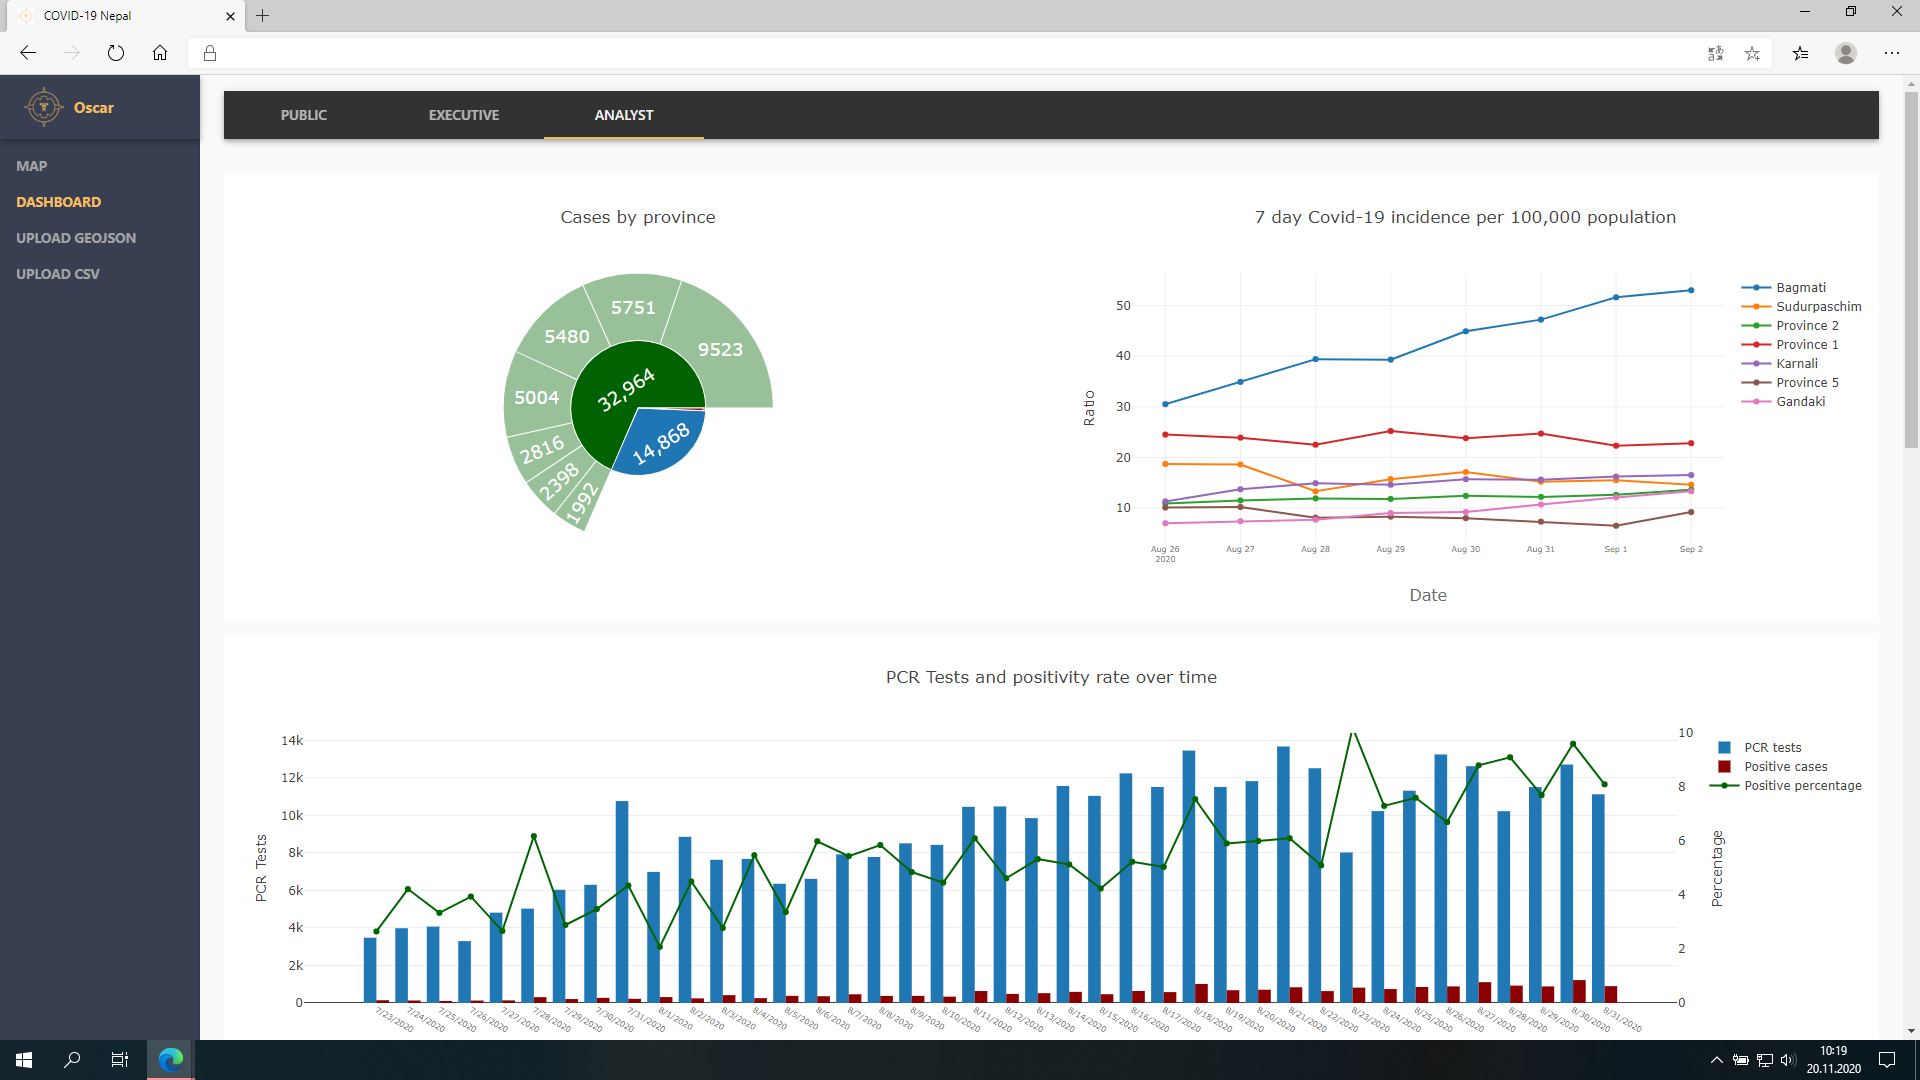 COVID-19 Nepal
Oscar
MAP
DASHBOARD
UPLOAD GEOJSON
UPLOAD CSV
PUBLIC EXECUTIVE ANALYST
Cases by province
9523
5751
5480
5004
2816
2398
1992
32,964
14,868
7 day Covid-19 incidence per 100,000 population
Ratio
50
40
30
20
10
Aug 26 Aug 27 Aug 28 Aug 29 Aug 30 Aug 31 Sep 1 Sep 2
2020
Date
Bagmati
Sudurpaschim
Province 2
Province 1
Karnali
Province 5
Gandaki
PCR Tests and positivity rate over time
PCR Tests
14k
12k
10k
8k
6k
4k
2k
0
7/23/2020 7/24/2020 7/25/2020 7/26/2020 7/27/2020 7/28/2020 7/29/2020 7/30/2020 7/31/2020 8/1/2020 8/2/2020 8/3/2020 8/4/2020 8/5/2020 8/6/2020 8/7/2020 8/8/2020 8/9/2020 8/10/2020 8/11/2020 8/12/2020 8/13/2020 8/14/2020 8/15/2020 8/16/2020 8/17/2020 8/18/2020 8/19/2020 8/20/2020 8/21/2020 8/22/2020 8/23/2020 8/24/2020 8/25/2020 8/26/2020 8/27/2020 8/28/2020 8/29/2020 8/30/2020 8/31/2020
10
8
6
4
2
0
Percentage
PCR tests
Positive cases
Positive percentage
10:19
20.11.2020